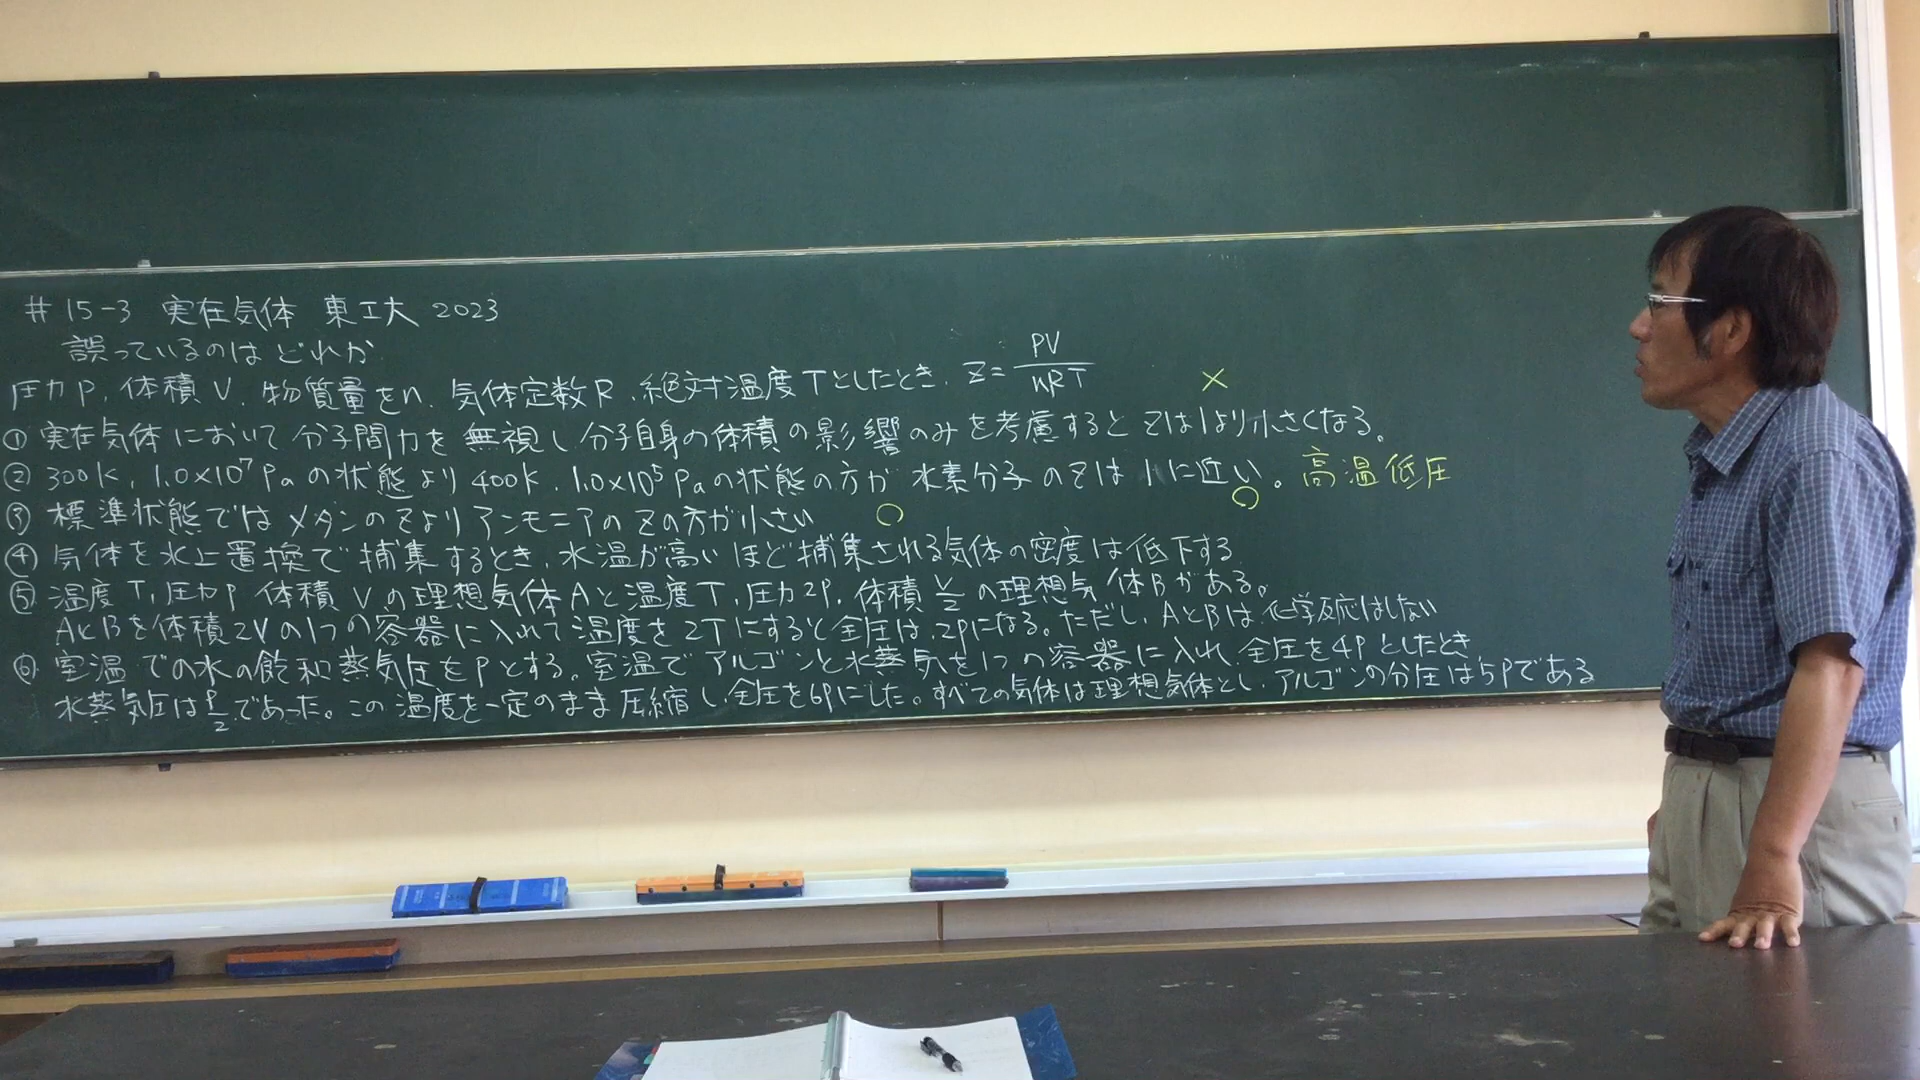 # 15-3 実在気体 東工大 2023
誤っているのはどれか
圧力P, 体積V, 物質量をn, 気体定数R, 絶対温度Tとしたとき, Z=PV/nRT ×
① 実在気体において分子間力を無視し分子自身の体積の影響のみを考慮するとZは1より小さくなる。
② 300K, 1.0×10⁷Paの状態より400K, 1.0×10⁵Paの状態の方が水素分子のZは1に近い。 高温低圧 ○
③ 標準状態ではメタンのZよりアンモニアのZの方が小さい ○
④ 気体を水上置換で捕集するとき, 水温が高いほど捕集される気体の密度は低下する
⑤ 温度T, 圧力P 体積Vの理想気体Aと温度T, 圧力2P, 体積V/2の理想気体Bがある。
AとBを体積2Vの1つの容器に入れて温度を2Tにすると全圧は, 2Pになる。ただし, AとBは化学反応はしない
⑥ 室温での水の飽和蒸気圧をPとする。室温でアルゴンと水蒸気を1つの容器に入れ全圧を4Pとしたとき
水蒸気圧はP/2であった。この温度を一定のまま圧縮し, 全圧を6Pにした。すべての気体は理想気体とし, アルゴンの分圧は5Pである